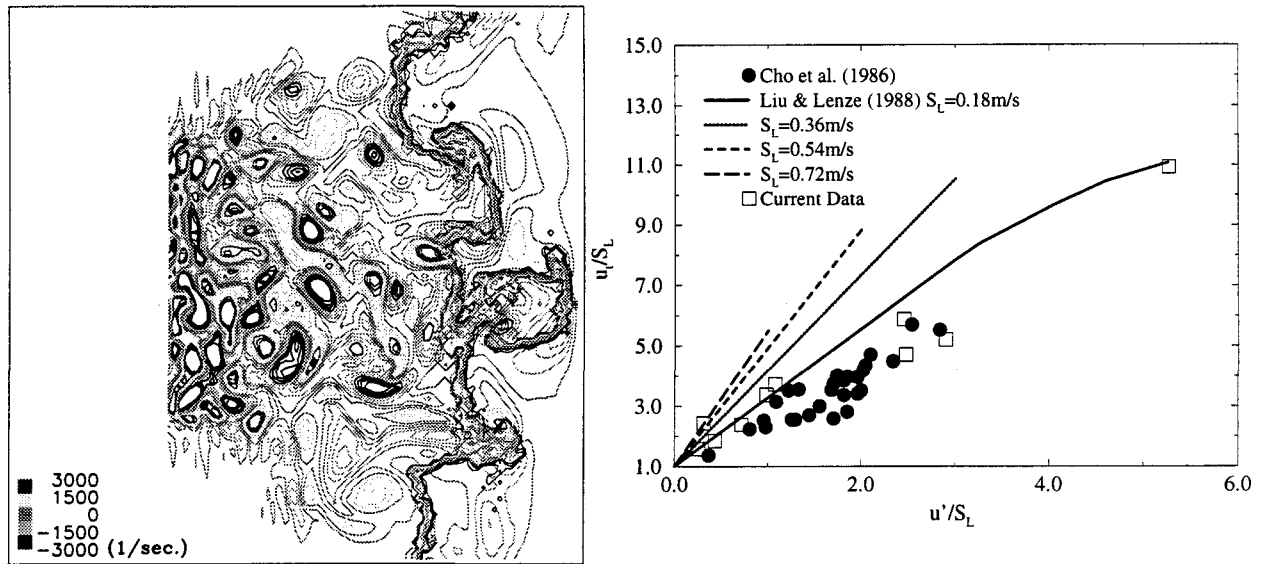 3000
1500
0
-1500
-3000 (1/sec.)
15.0
13.0
11.0
9.0
7.0
5.0
3.0
1.0
u_t/S_L
Cho et al. (1986)
Liu & Lenze (1988) S_L=0.18m/s
S_L=0.36m/s
S_L=0.54m/s
S_L=0.72m/s
Current Data
0.0 2.0 4.0 6.0
u'/S_L